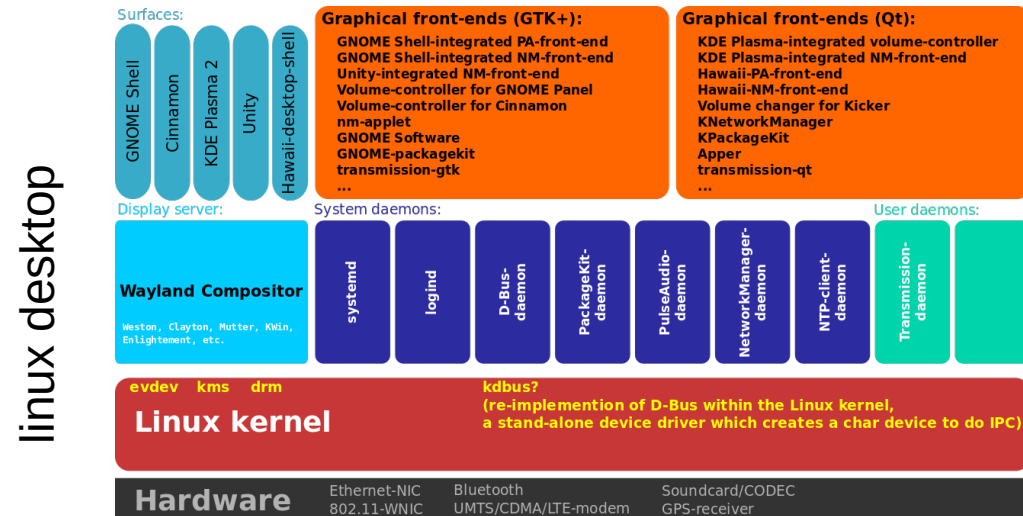 linux desktop
Surfaces:
GNOME Shell
Cinnamon
KDE Plasma 2
Unity
Hawaii-desktop-shell
Graphical front-ends (GTK+):
GNOME Shell-integrated PA-front-end
GNOME Shell-integrated NM-front-end
Unity-integrated NM-front-end
Volume-controller for GNOME Panel
Volume-controller for Cinnamon
nm-applet
GNOME Software
GNOME-packagekit
transmission-gtk
...
Graphical front-ends (Qt):
KDE Plasma-integrated volume-controller
KDE Plasma-integrated NM-front-end
Hawaii-PA-front-end
Hawaii-NM-front-end
Volume changer for Kicker
KNetworkManager
KPackageKit
Apper
transmission-qt
...
Display server:
Wayland Compositor
Weston, Clayton, Mutter, KWin,
Enlightement, etc.
System daemons:
systemd
logind
D-Bus-
daemon
PackageKit-
daemon
PulseAudio-
daemon
NetworkManager-
daemon
NTP-client-
daemon
User daemons:
Transmission-
daemon
evdev kms drm
Linux kernel
kdbus?
(re-implemention of D-Bus within the Linux kernel,
a stand-alone device driver which creates a char device to do IPC)
Hardware
Ethernet-NIC
802.11-WNIC
Bluetooth
UMTS/CDMA/LTE-modem
Soundcard/CODEC
GPS-receiver